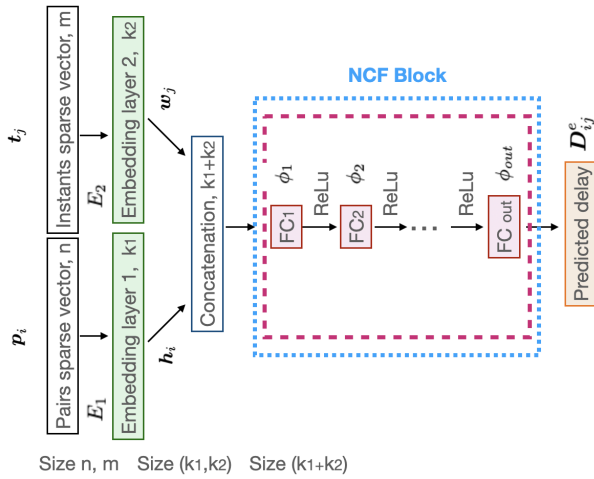 NCF Block
t_j
Instants sparse vector, m
E_2
Embedding layer 2, k2
w_j
p_i
Pairs sparse vector, n
E_1
Embedding layer 1, k1
h_i
Concatenation, k1+k2
ϕ_1
FC1
ReLu
ϕ_2
FC2
ReLu
....
ReLu
ϕ_out
FC out
D^e_ij
Predicted delay
Size n, m
Size (k1,k2)
Size (k1+k2)